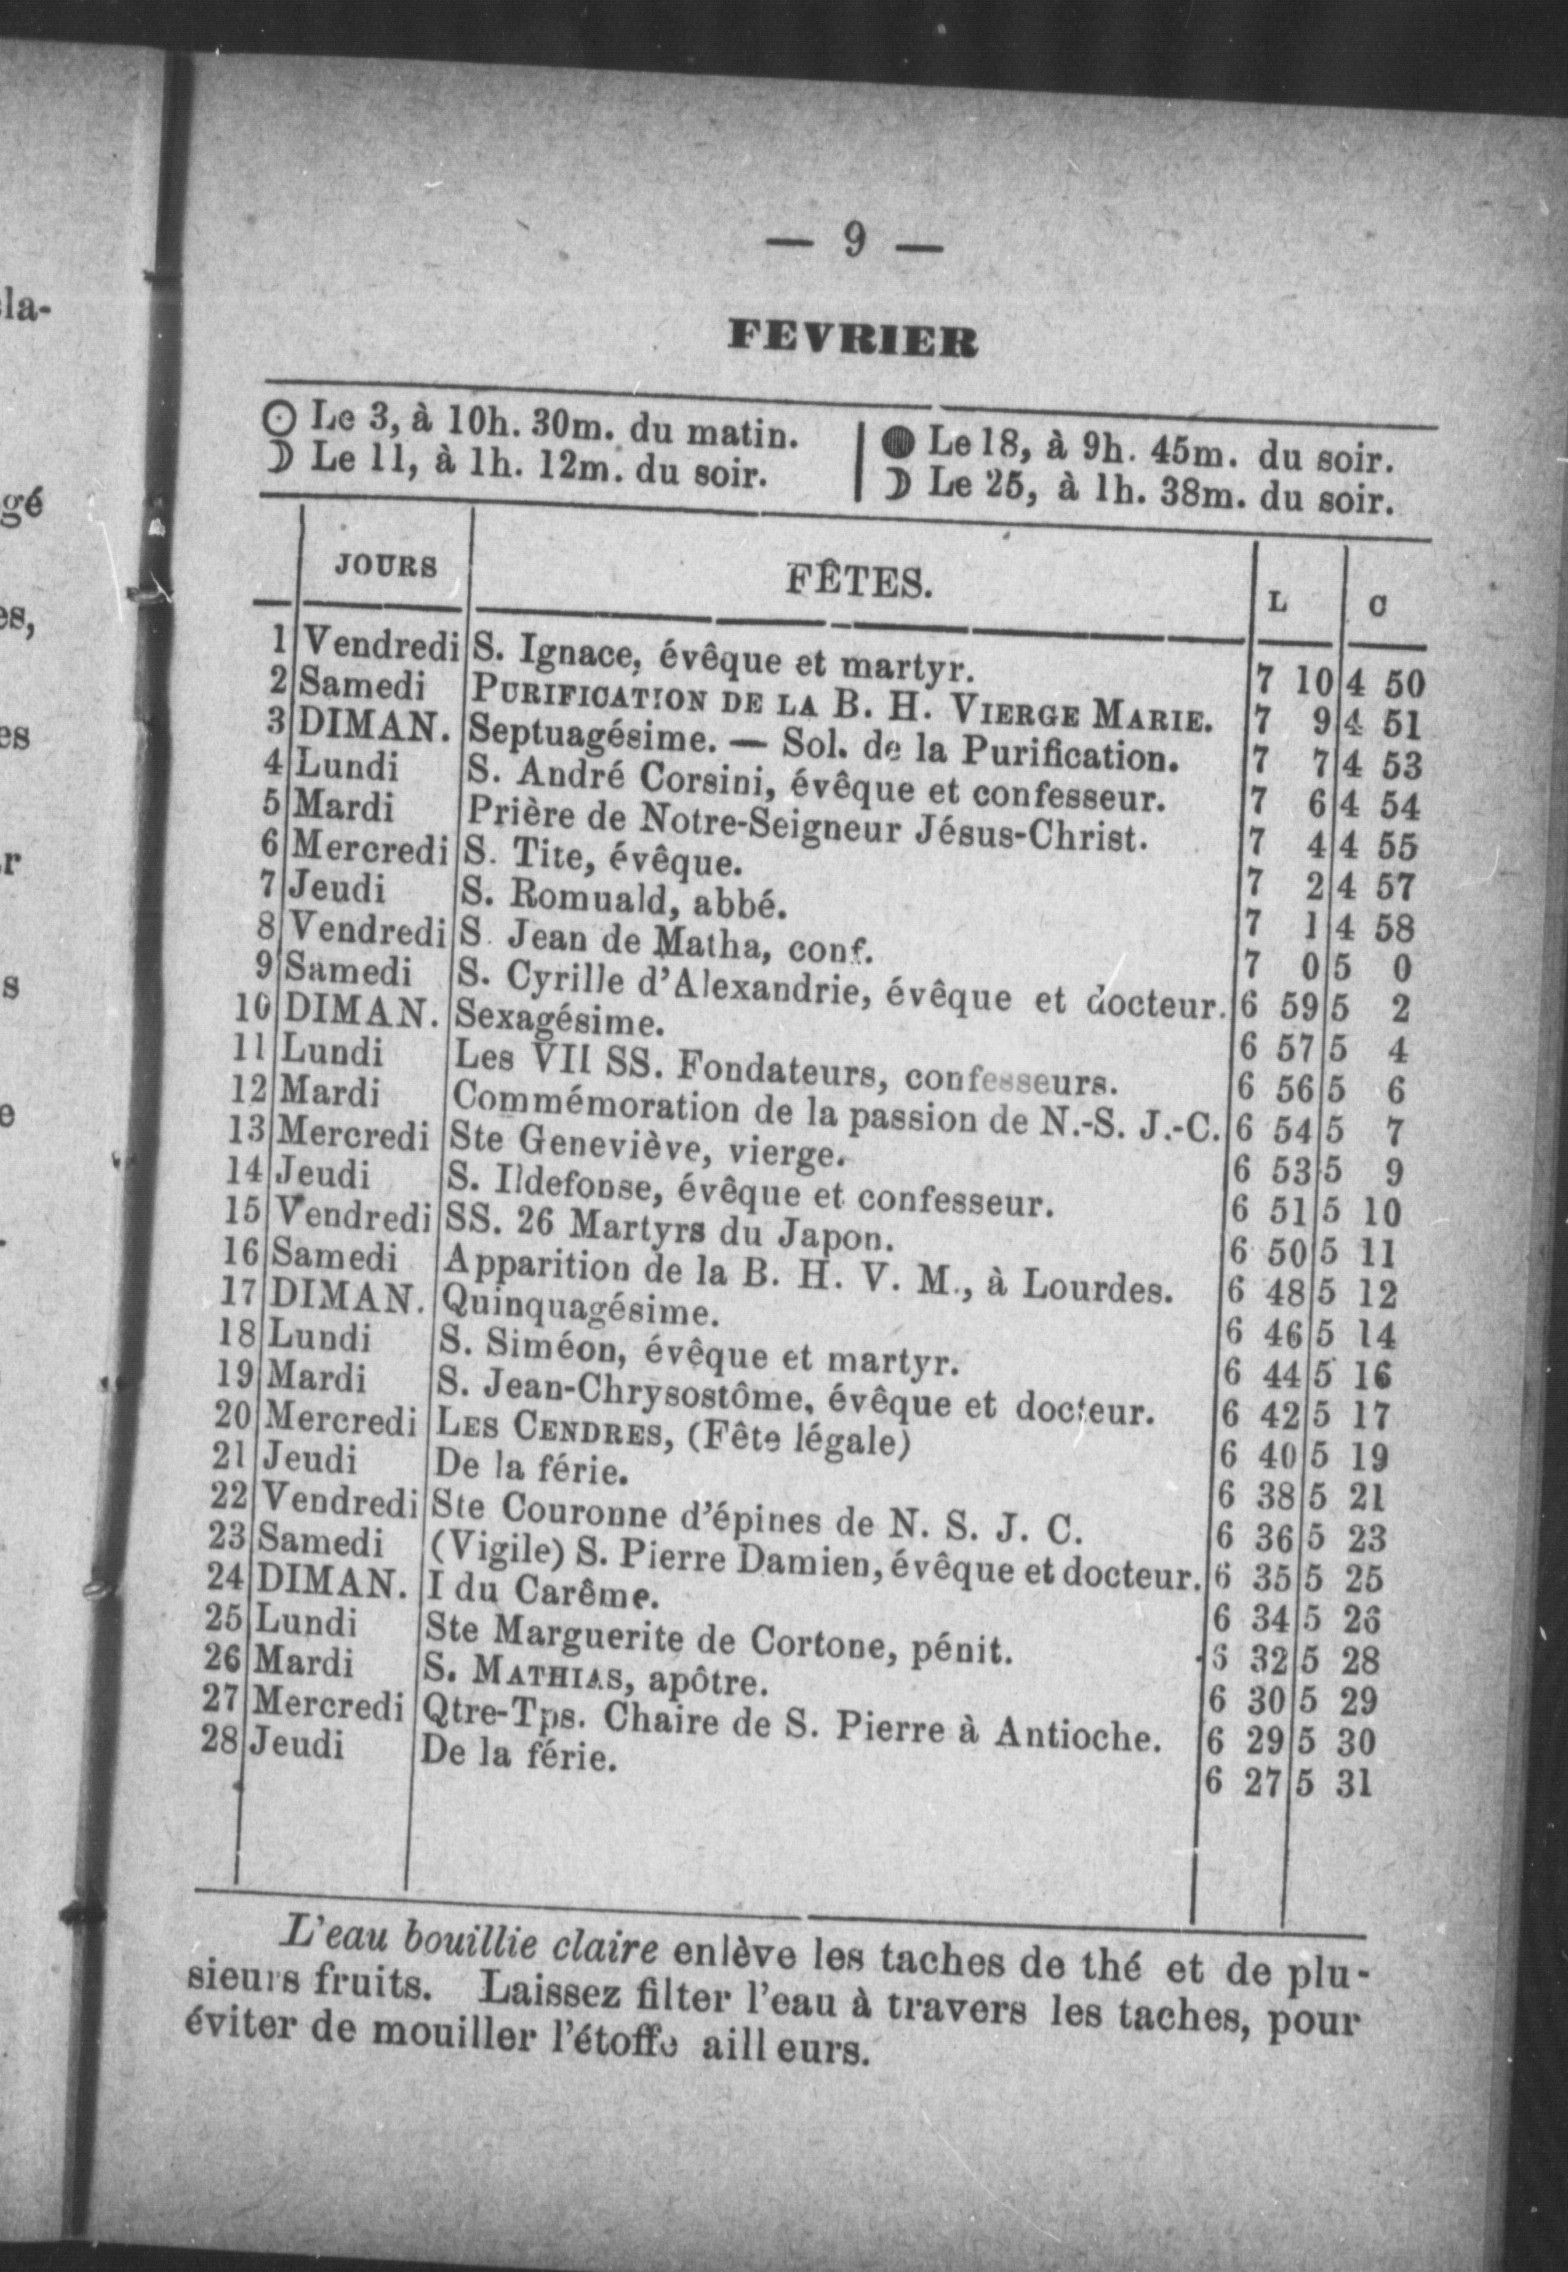 — 9 —
FEVRIER
Le 3, à 10h. 30m. du matin.
Le 11, à 1h. 12m. du soir.
Le 18, à 9h. 45m. du soir.
Le 25, à 1h. 38m. du soir.
JOURS FÊTES. L C
1 Vendredi S. Ignace, évêque et martyr. 7 10 4 50
2 Samedi PURIFICATION DE LA B. H. VIERGE MARIE. 7 9 4 51
3 DIMAN. Septuagésime. — Sol. de la Purification. 7 7 4 53
4 Lundi S. André Corsini, évêque et confesseur. 7 6 4 54
5 Mardi Prière de Notre-Seigneur Jésus-Christ. 7 4 4 55
6 Mercredi S. Tite, évêque. 7 2 4 57
7 Jeudi S. Romuald, abbé. 7 1 4 58
8 Vendredi S. Jean de Matha, conf. 7 0 5 0
9 Samedi S. Cyrille d'Alexandrie, évêque et docteur. 6 59 5 2
10 DIMAN. Sexagésime. 6 57 5 4
11 Lundi Les VII SS. Fondateurs, confesseurs. 6 56 5 6
12 Mardi Commémoration de la passion de N.-S. J.-C. 6 54 5 7
13 Mercredi Ste Geneviève, vierge. 6 53 5 9
14 Jeudi S. Ildefonse, évêque et confesseur. 6 51 5 10
15 Vendredi SS. 26 Martyrs du Japon. 6 50 5 11
16 Samedi Apparition de la B. H. V. M., à Lourdes. 6 48 5 12
17 DIMAN. Quinquagésime. 6 46 5 14
18 Lundi S. Siméon, évêque et martyr. 6 44 5 16
19 Mardi S. Jean-Chrysostôme, évêque et docteur. 6 42 5 17
20 Mercredi LES CENDRES, (Fête légale) 6 40 5 19
21 Jeudi De la férie. 6 38 5 21
22 Vendredi Ste Couronne d'épines de N. S. J. C. 6 36 5 23
23 Samedi (Vigile) S. Pierre Damien, évêque et docteur. 6 35 5 25
24 DIMAN. I du Carême. 6 34 5 26
25 Lundi Ste Marguerite de Cortone, pénit. 6 32 5 28
26 Mardi S. MATHIAS, apôtre. 6 30 5 29
27 Mercredi Qtre-Tps. Chaire de S. Pierre à Antioche. 6 29 5 30
28 Jeudi De la férie. 6 27 5 31
L'eau bouillie claire enlève les taches de thé et de plu-
sieurs fruits. Laissez filter l'eau à travers les taches, pour
éviter de mouiller l'étoffe aill eurs.